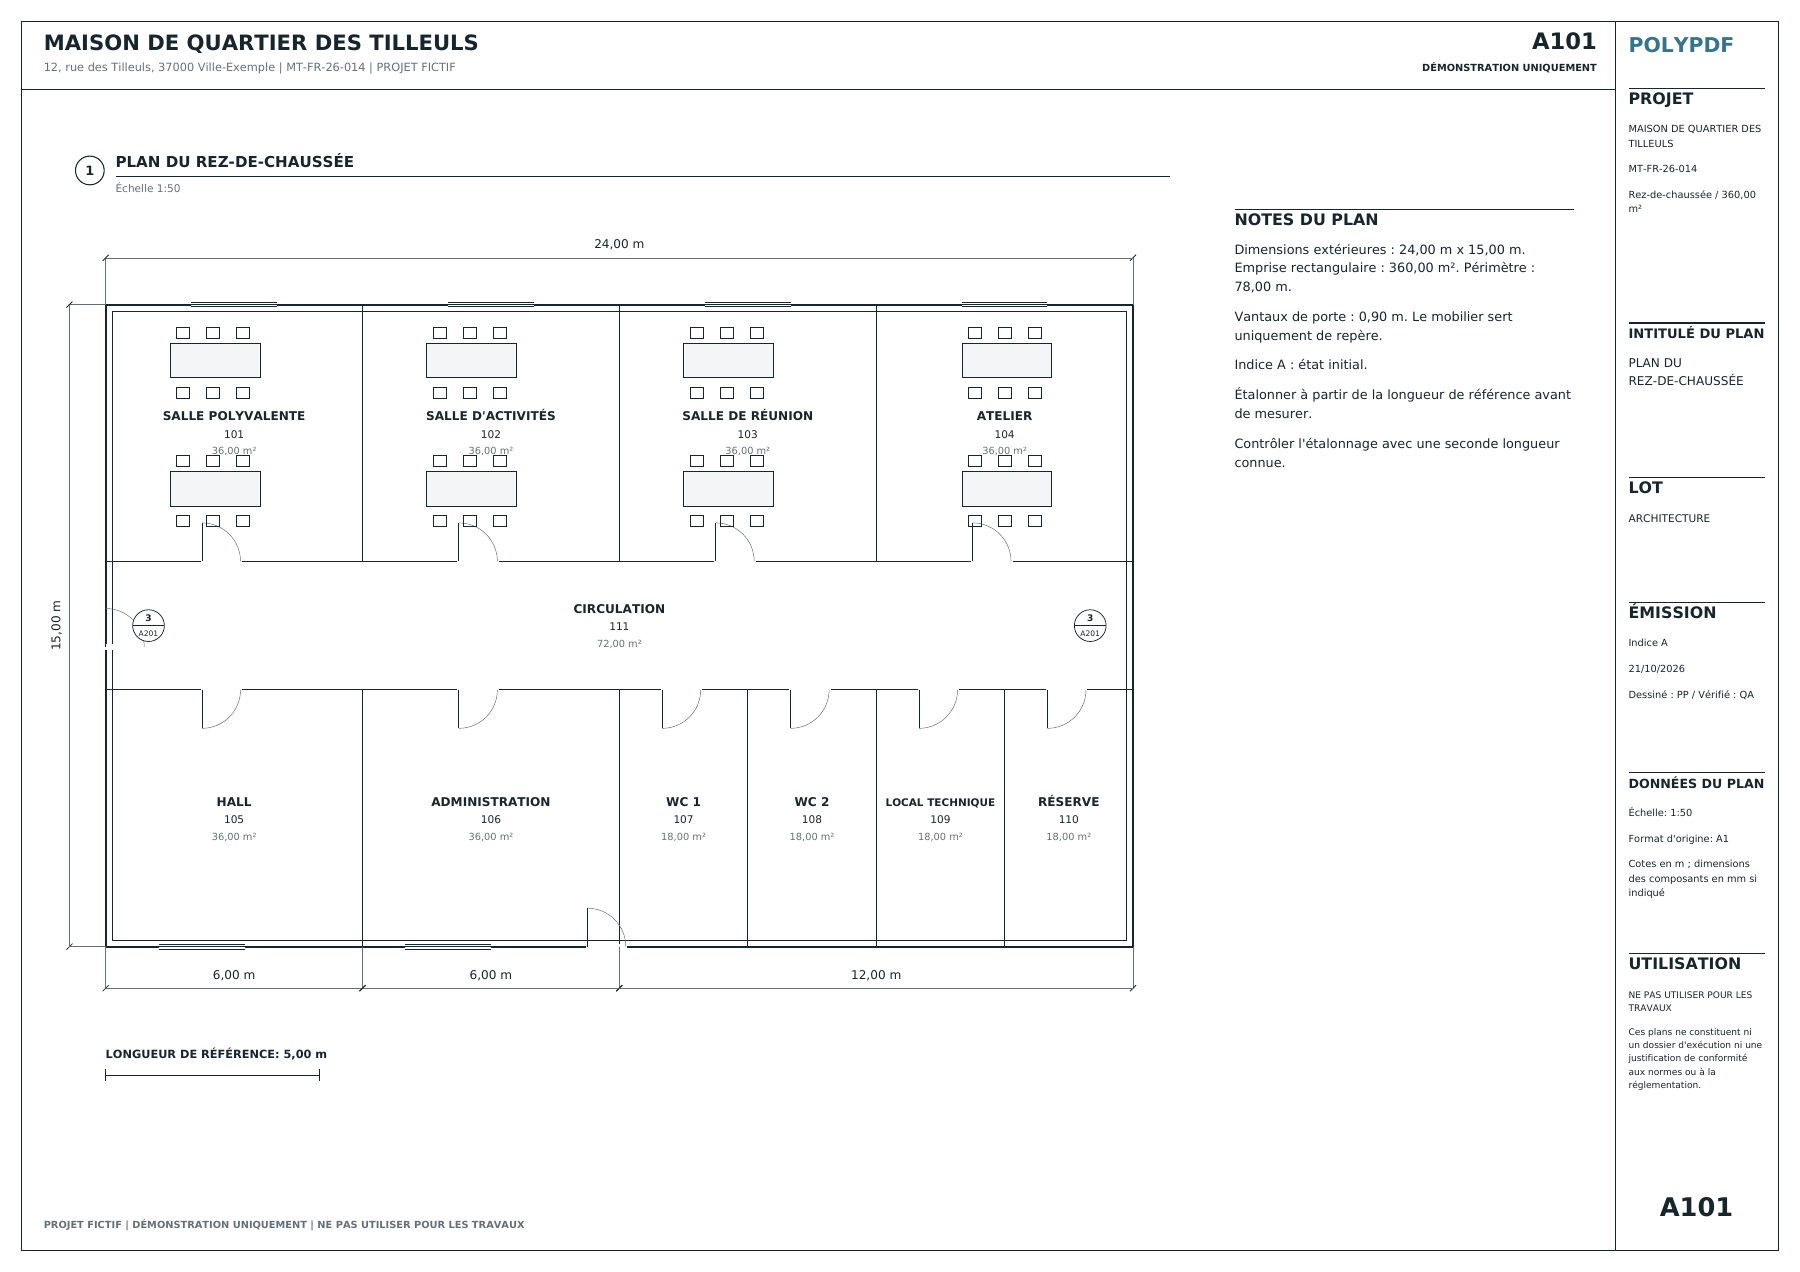 MAISON DE QUARTIER DES TILLEULS
12, rue des Tilleuls, 37000 Ville-Exemple | MT-FR-26-014 | PROJET FICTIF
A101
DÉMONSTRATION UNIQUEMENT
1
PLAN DU REZ-DE-CHAUSSÉE
Échelle 1:50
24,00 m
15,00 m
SALLE POLYVALENTE
101
36,00 m²
SALLE D'ACTIVITÉS
102
36,00 m²
SALLE DE RÉUNION
103
36,00 m²
ATELIER
104
36,00 m²
3
A201
CIRCULATION
111
72,00 m²
3
A201
HALL
105
36,00 m²
ADMINISTRATION
106
36,00 m²
WC 1
107
18,00 m²
WC 2
108
18,00 m²
LOCAL TECHNIQUE
109
18,00 m²
RÉSERVE
110
18,00 m²
6,00 m
6,00 m
12,00 m
LONGUEUR DE RÉFÉRENCE: 5,00 m
NOTES DU PLAN
Dimensions extérieures : 24,00 m x 15,00 m.
Emprise rectangulaire : 360,00 m². Périmètre :
78,00 m.
Vantaux de porte : 0,90 m. Le mobilier sert
uniquement de repère.
Indice A : état initial.
Étalonner à partir de la longueur de référence avant
de mesurer.
Contrôler l'étalonnage avec une seconde longueur
connue.
PROJET FICTIF | DÉMONSTRATION UNIQUEMENT | NE PAS UTILISER POUR LES TRAVAUX
POLYPDF
PROJET
MAISON DE QUARTIER DES
TILLEULS
MT-FR-26-014
Rez-de-chaussée / 360,00
m²
INTITULÉ DU PLAN
PLAN DU
REZ-DE-CHAUSSÉE
LOT
ARCHITECTURE
ÉMISSION
Indice A
21/10/2026
Dessiné : PP / Vérifié : QA
DONNÉES DU PLAN
Échelle: 1:50
Format d'origine: A1
Cotes en m ; dimensions
des composants en mm si
indiqué
UTILISATION
NE PAS UTILISER POUR LES
TRAVAUX
Ces plans ne constituent ni
un dossier d'exécution ni une
justification de conformité
aux normes ou à la
réglementation.
A101